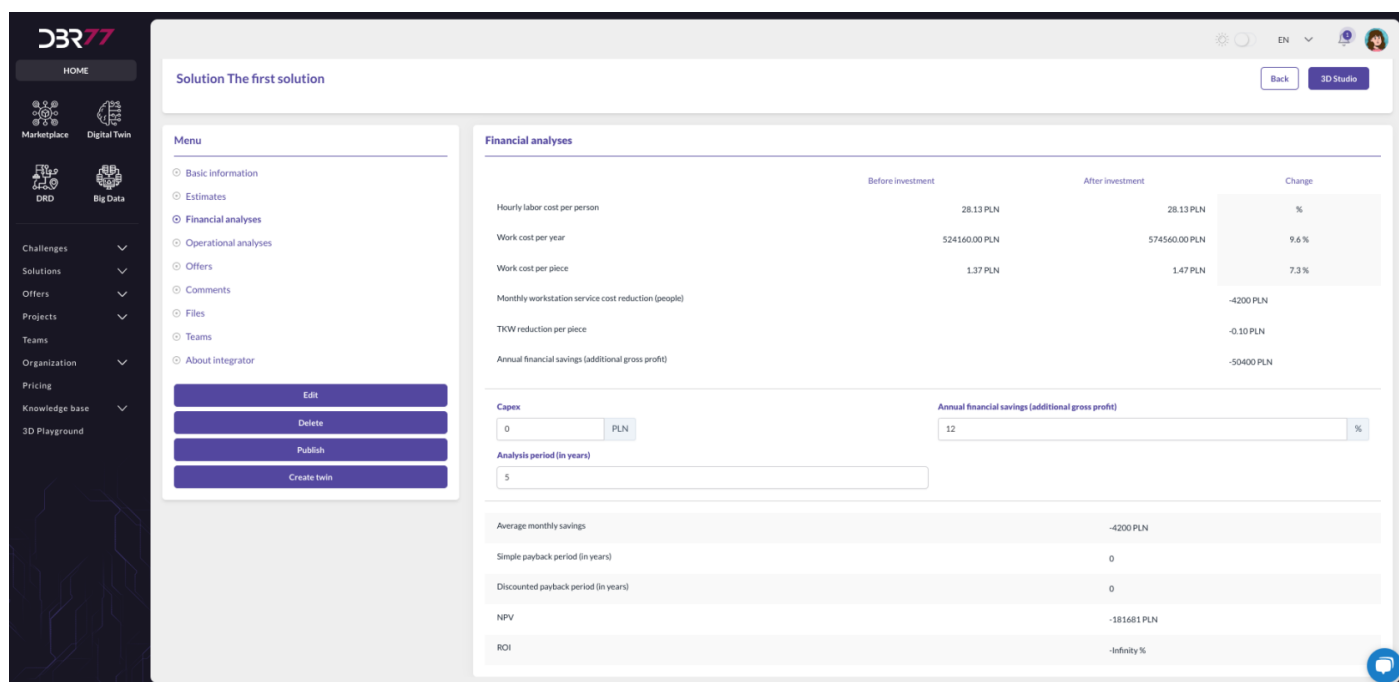 DBR77
HOME
Marketplace
Digital Twin
DRD
Big Data
Challenges
Solutions
Offers
Projects
Teams
Organization
Pricing
Knowledge base
3D Playground
EN
1
Solution The first solution
Back
3D Studio
Menu
Basic information
Estimates
Financial analyses
Operational analyses
Offers
Comments
Files
Teams
About integrator
Edit
Delete
Publish
Create twin
Financial analyses
Before investment After investment Change
Hourly labor cost per person 28.13 PLN 28.13 PLN %
Work cost per year 524160.00 PLN 574560.00 PLN 9.6 %
Work cost per piece 1.37 PLN 1.47 PLN 7.3 %
Monthly workstation service cost reduction (people) -4200 PLN
TKW reduction per piece -0.10 PLN
Annual financial savings (additional gross profit) -50400 PLN
Capex
0 PLN
Annual financial savings (additional gross profit)
12 %
Analysis period (in years)
5
Average monthly savings -4200 PLN
Simple payback period (in years) 0
Discounted payback period (in years) 0
NPV -181681 PLN
ROI -Infinity %